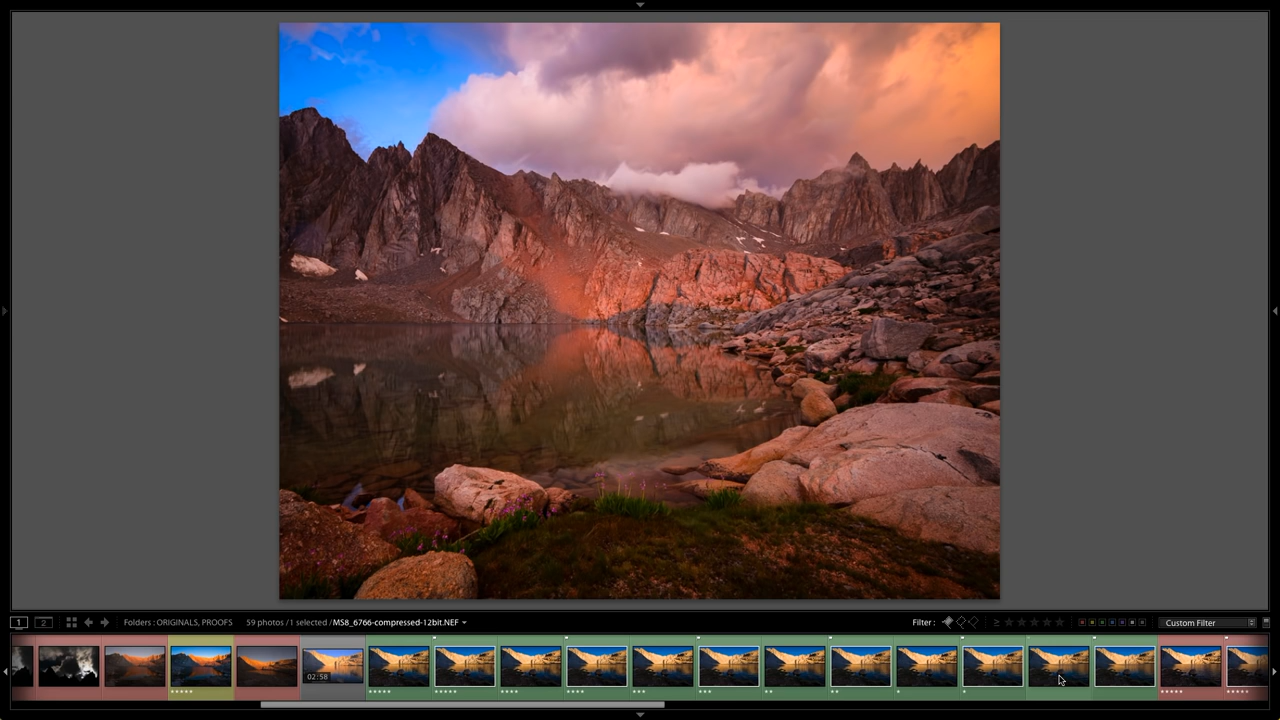 1 2 Folders : ORIGINALS, PROOFS 59 photos / 1 selected / MS8_6766-compressed-12bit.NEF Filter : Custom Filter
02:58